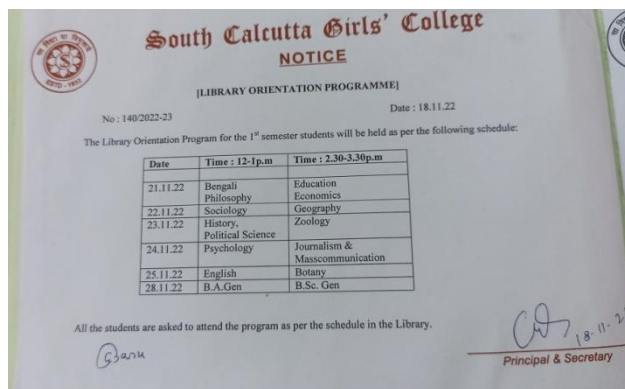 South Calcutta Girls' College
NOTICE
[LIBRARY ORIENTATION PROGRAMME]
No : 140/2022-23 Date : 18.11.22
The Library Orientation Program for the 1st semester students will be held as per the following schedule:
Date Time : 12-1p.m Time : 2.30-3.30p.m
21.11.22 Bengali Education
Philosophy Economics
22.11.22 Sociology Geography
23.11.22 History, Zoology
Political Science
24.11.22 Psychology Journalism &
Masscommunication
25.11.22 English Botany
28.11.22 B.A.Gen B.Sc. Gen
All the students are asked to attend the program as per the schedule in the Library.
18-11-2
Principal & Secretary